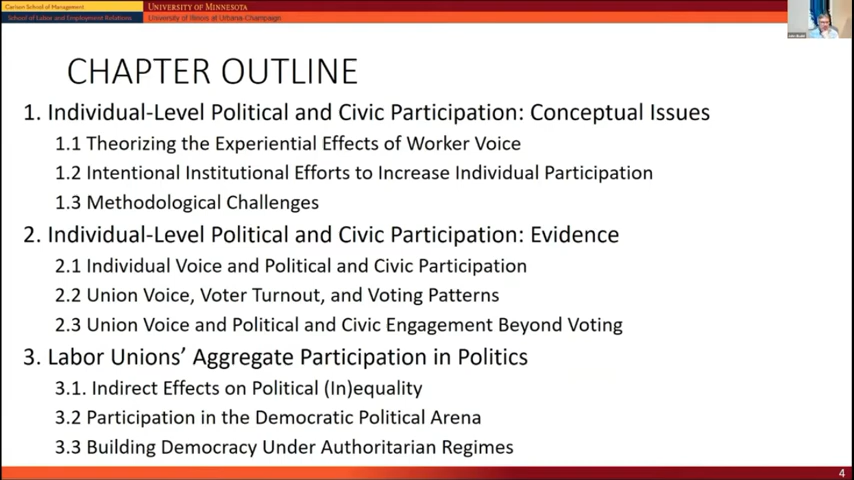 Carlson School of Management
UNIVERSITY OF MINNESOTA
School of Labor and Employment Relations
University of Illinois at Urbana-Champaign
CHAPTER OUTLINE
1. Individual-Level Political and Civic Participation: Conceptual Issues
1.1 Theorizing the Experiential Effects of Worker Voice
1.2 Intentional Institutional Efforts to Increase Individual Participation
1.3 Methodological Challenges
2. Individual-Level Political and Civic Participation: Evidence
2.1 Individual Voice and Political and Civic Participation
2.2 Union Voice, Voter Turnout, and Voting Patterns
2.3 Union Voice and Political and Civic Engagement Beyond Voting
3. Labor Unions’ Aggregate Participation in Politics
3.1. Indirect Effects on Political (In)equality
3.2 Participation in the Democratic Political Arena
3.3 Building Democracy Under Authoritarian Regimes
4